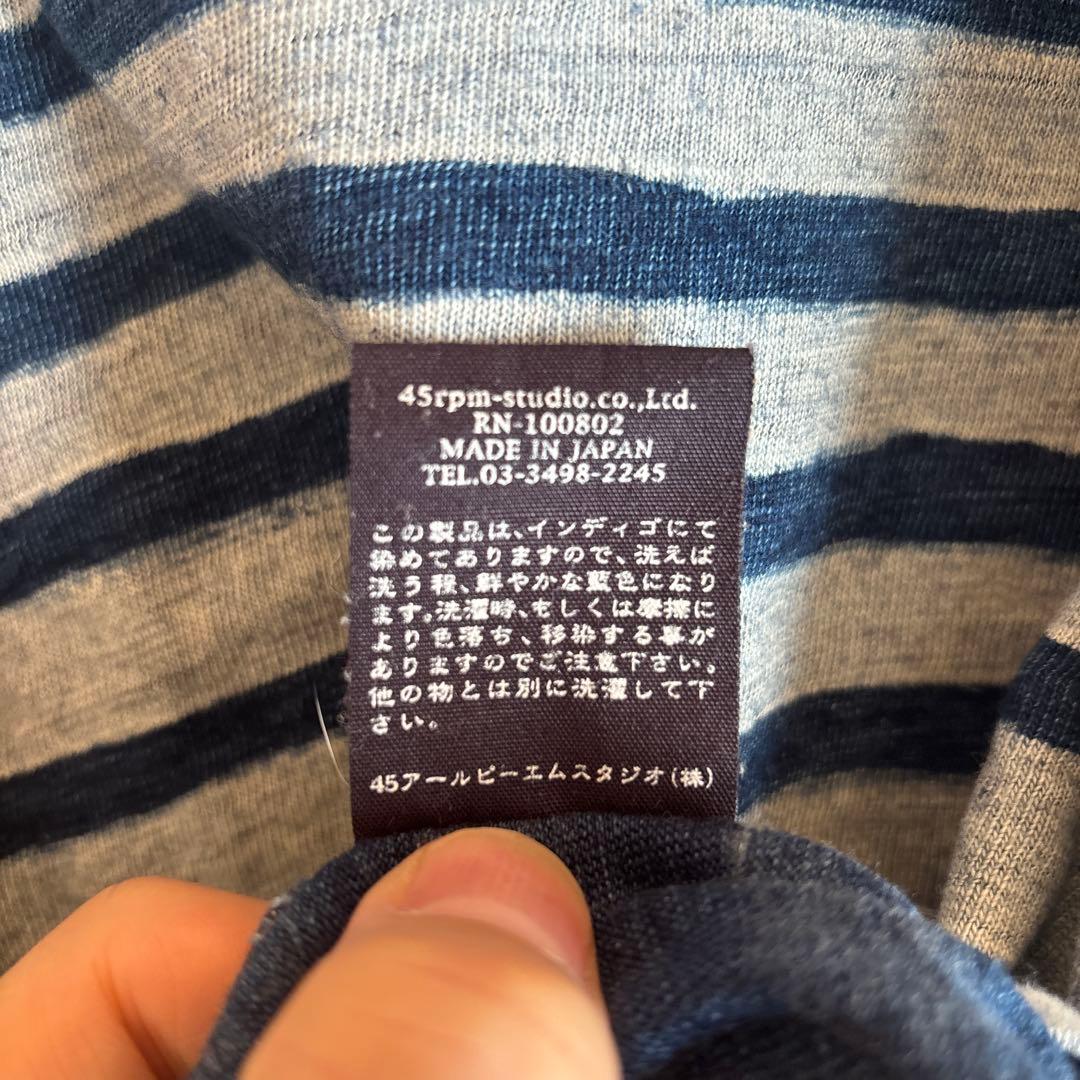 45rpm-studio.co.,Ltd.
RN-100802
MADE IN JAPAN
TEL.03-3498-2245
この製品は、インディゴにて
染めてありますので、洗えば
洗う程、鮮やかな藍色になり
ます。洗濯時、もしくは摩擦に
より色落ち、移染する事が
ありますのでご注意下さい。
他の物とは別に洗濯して下
さい。
45アールピーエムスタジオ(株)